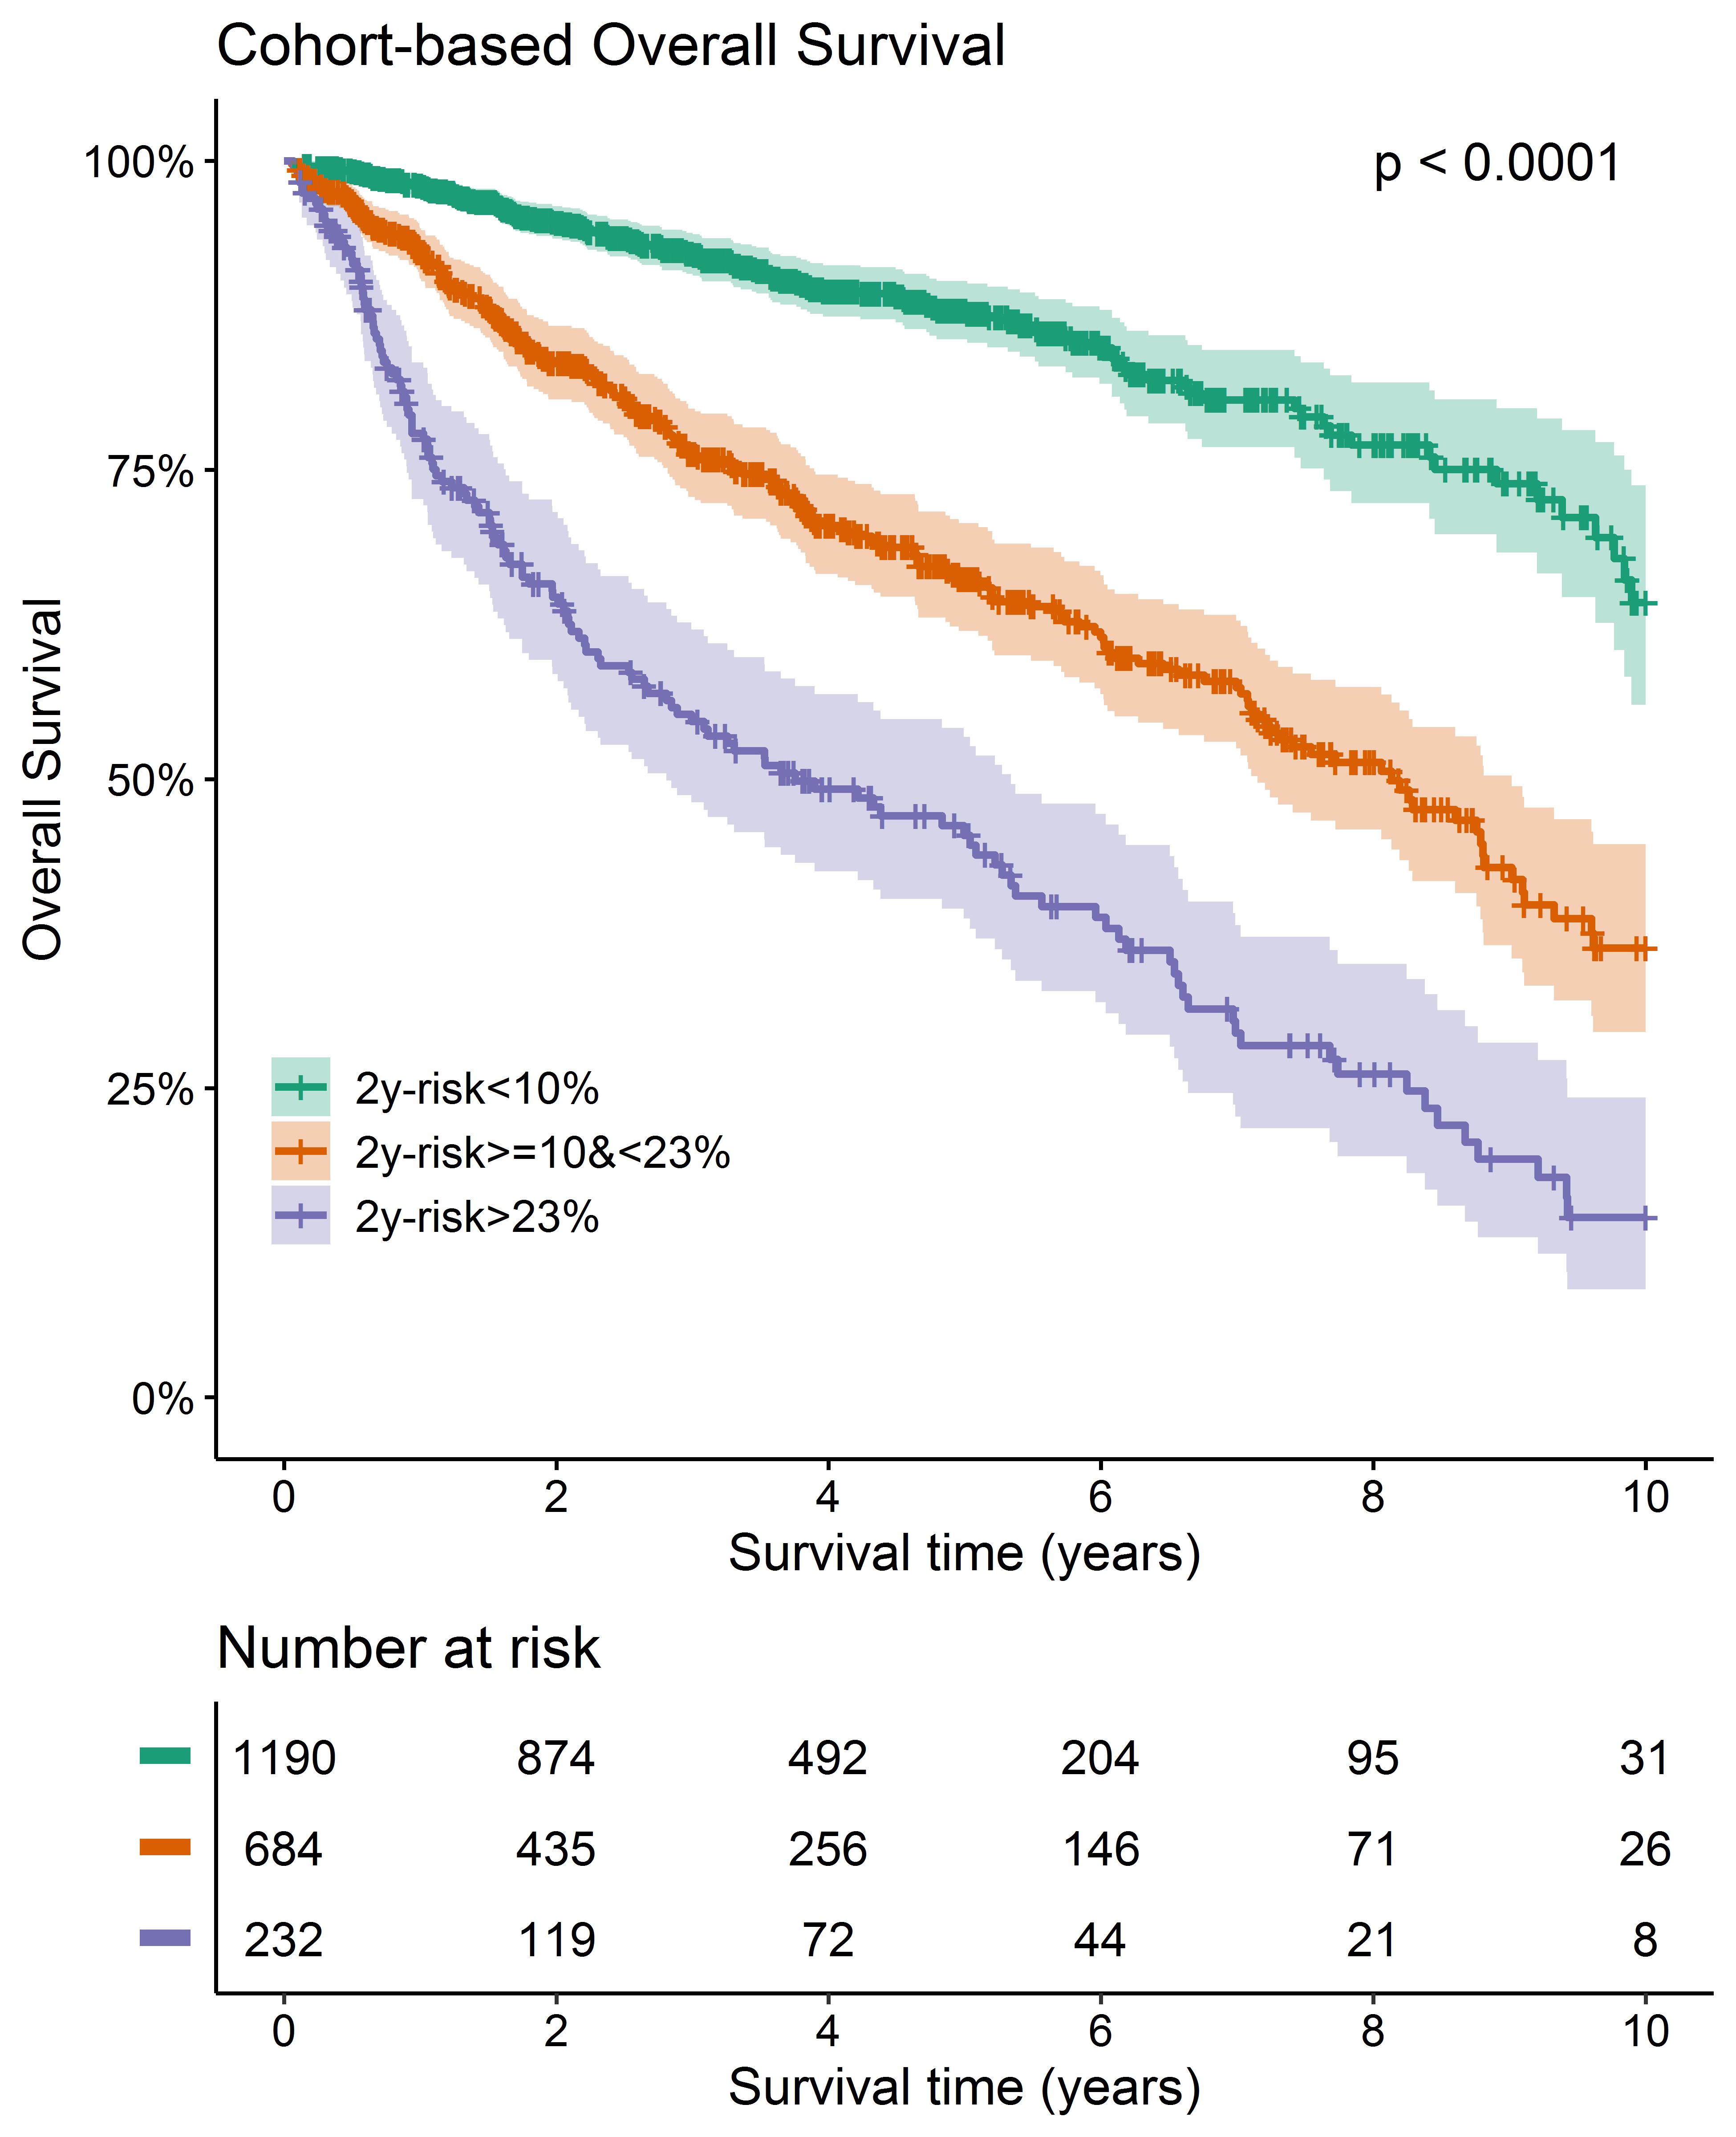 Cohort-based Overall Survival
p < 0.0001
100%
75%
50%
25%
0%
Overall Survival
2y-risk<10%
2y-risk>=10&<23%
2y-risk>23%
0 2 4 6 8 10
Survival time (years)
Number at risk
1190 874 492 204 95 31
684 435 256 146 71 26
232 119 72 44 21 8
0 2 4 6 8 10
Survival time (years)